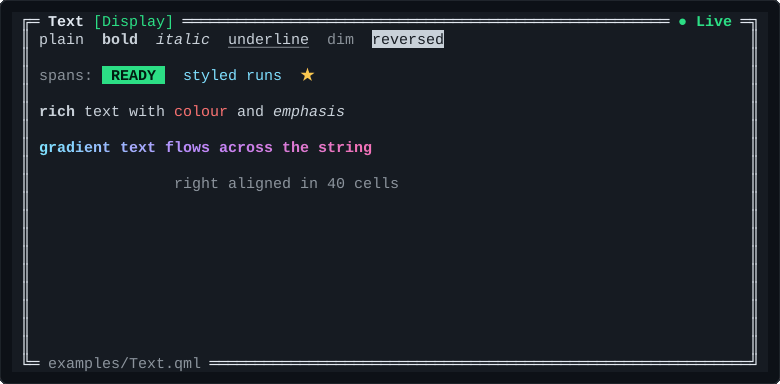 Text [Display] ● Live
plain bold italic underline dim reversed
spans: READY styled runs ★
rich text with colour and emphasis
gradient text flows across the string
right aligned in 40 cells
examples/Text.qml